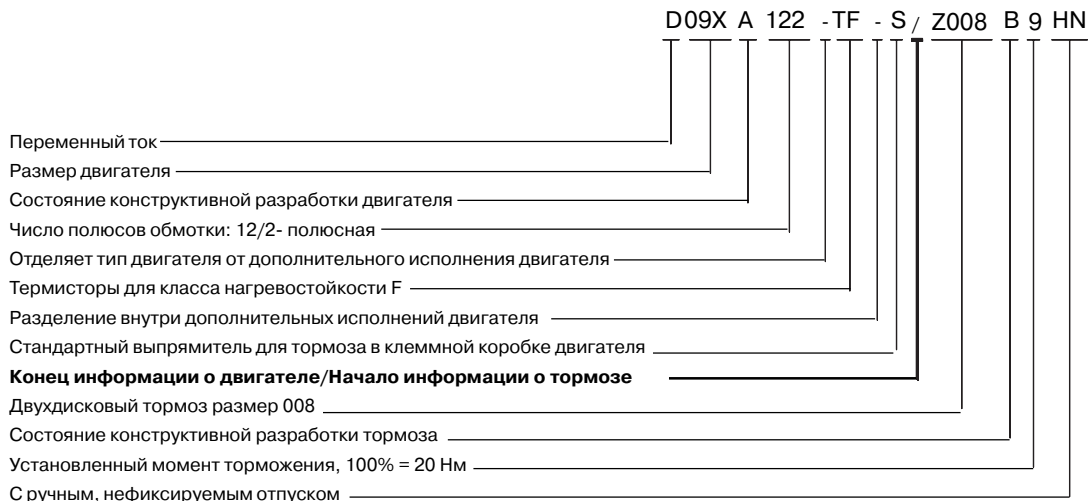 D09X A 122 - TF - S / Z008 B 9 HN
Переменный ток
Размер двигателя
Состояние конструктивной разработки двигателя
Число полюсов обмотки: 12/2- полюсная
Отделяет тип двигателя от дополнительного исполнения двигателя
Термисторы для класса нагревостойкости F
Разделение внутри дополнительных исполнений двигателя
Стандартный выпрямитель для тормоза в клеммной коробке двигателя
Конец информации о двигателе/Начало информации о тормозе
Двухдисковый тормоз размер 008
Состояние конструктивной разработки тормоза
Установленный момент торможения, 100% = 20 Нм
С ручным, нефиксируемым отпуском